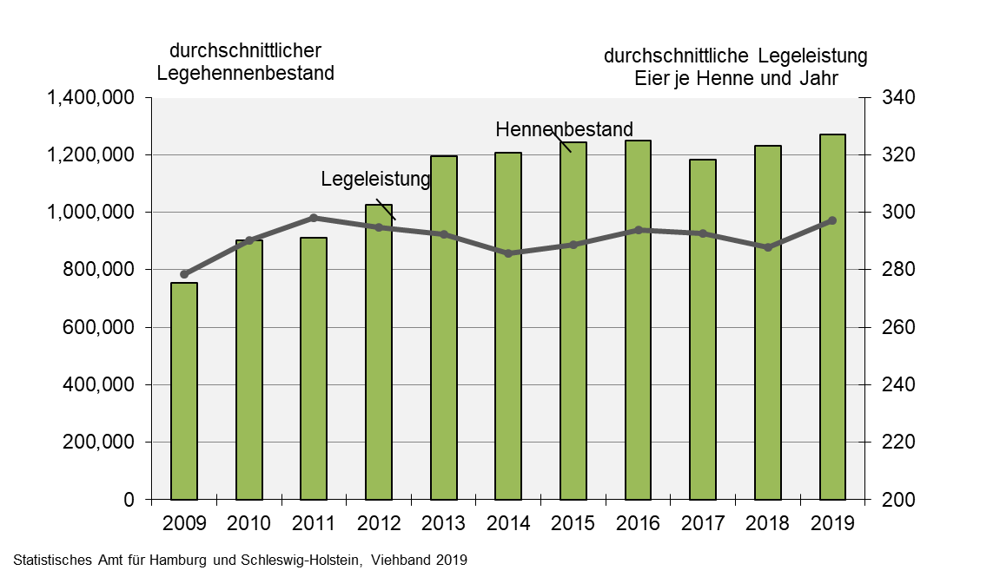 durchschnittlicher
Legehennenbestand
durchschnittliche Legeleistung
Eier je Henne und Jahr
1,400,000
1,200,000
1,000,000
800,000
600,000
400,000
200,000
0
Hennenbestand
Legeleistung
340
320
300
280
260
240
220
200
2009 2010 2011 2012 2013 2014 2015 2016 2017 2018 2019
Statistisches Amt für Hamburg und Schleswig-Holstein, Viehband 2019